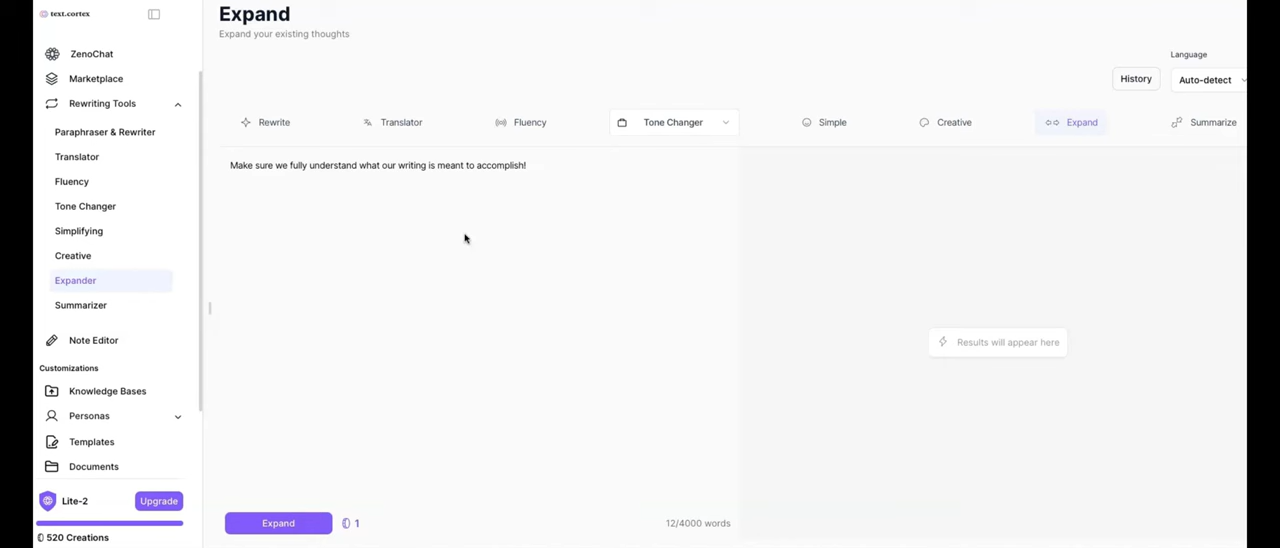 text.cortex
ZenoChat
Marketplace
Rewriting Tools
Paraphraser & Rewriter
Translator
Fluency
Tone Changer
Simplifying
Creative
Expander
Summarizer
Note Editor
Customizations
Knowledge Bases
Personas
Templates
Documents
Lite-2
Upgrade
520 Creations
Expand
Expand your existing thoughts
Language
History
Auto-detect
Rewrite
Translator
Fluency
Tone Changer
Simple
Creative
Expand
Summarize
Make sure we fully understand what our writing is meant to accomplish!
Results will appear here
Expand
1
12/4000 words